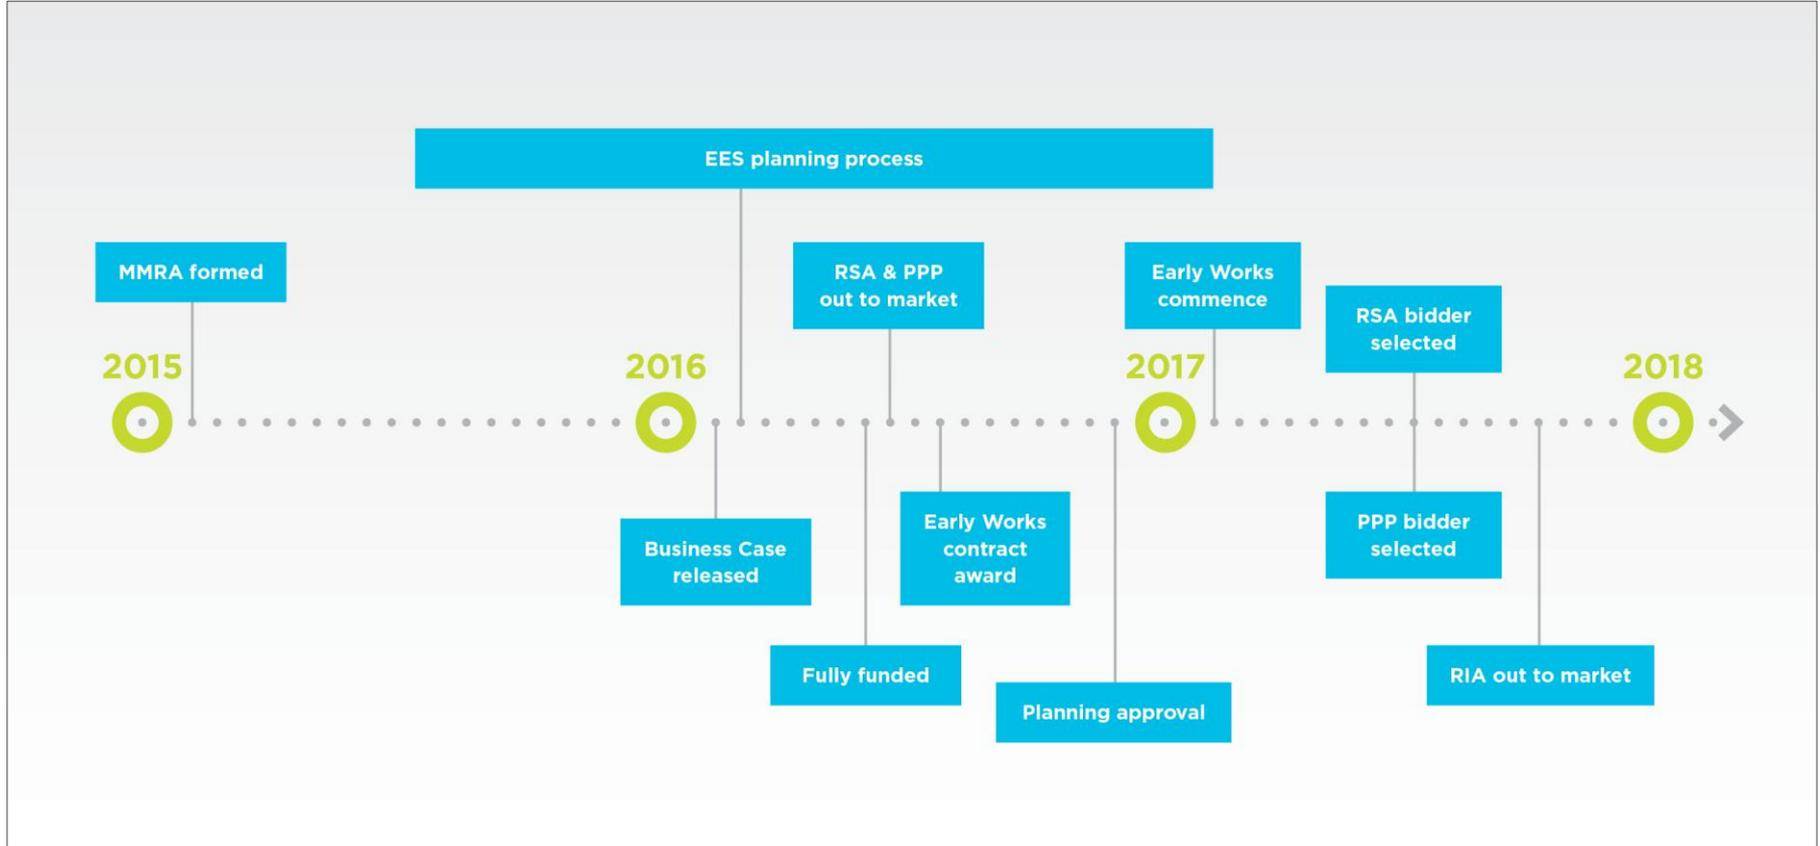 EES planning process
MMRA formed
RSA & PPP
out to market
Early Works
commence
RSA bidder
selected
2015
2016
2017
2018
Business Case
released
Early Works
contract
award
PPP bidder
selected
Fully funded
RIA out to market
Planning approval